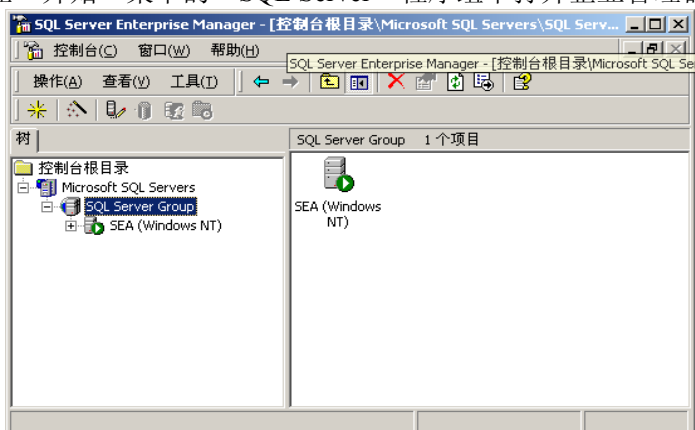 SQL Server Enterprise Manager - [控制台根目录\Microsoft SQL Servers\SQL Serv...
控制台(C) 窗口(W) 帮助(H)
SQL Server Enterprise Manager - [控制台根目录\Microsoft SQL Se
操作(A) 查看(V) 工具(T)
树
SQL Server Group 1 个项目
控制台根目录
Microsoft SQL Servers
SQL Server Group
SEA (Windows NT)
SEA (Windows
NT)